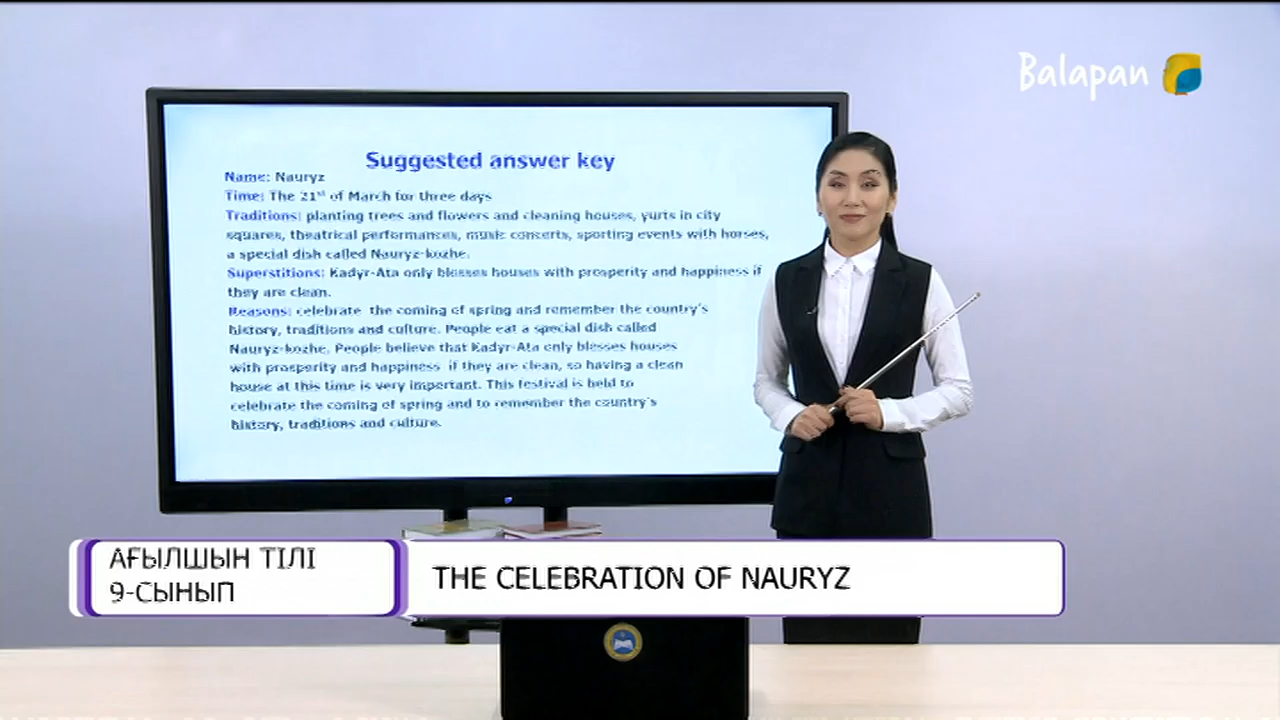 Balapan
Suggested answer key
Name: Nauryz
Time: The 21st of March for three days
Traditions: planting trees and flowers and cleaning houses, yurts in city
squares, theatrical performances, music concerts, sporting events with horses,
a special dish called Nauryz-kozhe.
Superstitions: Kadyr-Ata only blesses houses with prosperity and happiness if
they are clean.
Reasons: celebrate the coming of spring and remember the country's
history, traditions and culture. People eat a special dish called
Nauryz-kozhe. People believe that Kadyr-Ata only blesses houses
with prosperity and happiness if they are clean, so having a clean
house at this time is very important. This festival is held to
celebrate the coming of spring and to remember the country's
history, traditions and culture.
АҒЫЛШЫН ТІЛІ
9-СЫНЫП
THE CELEBRATION OF NAURYZ